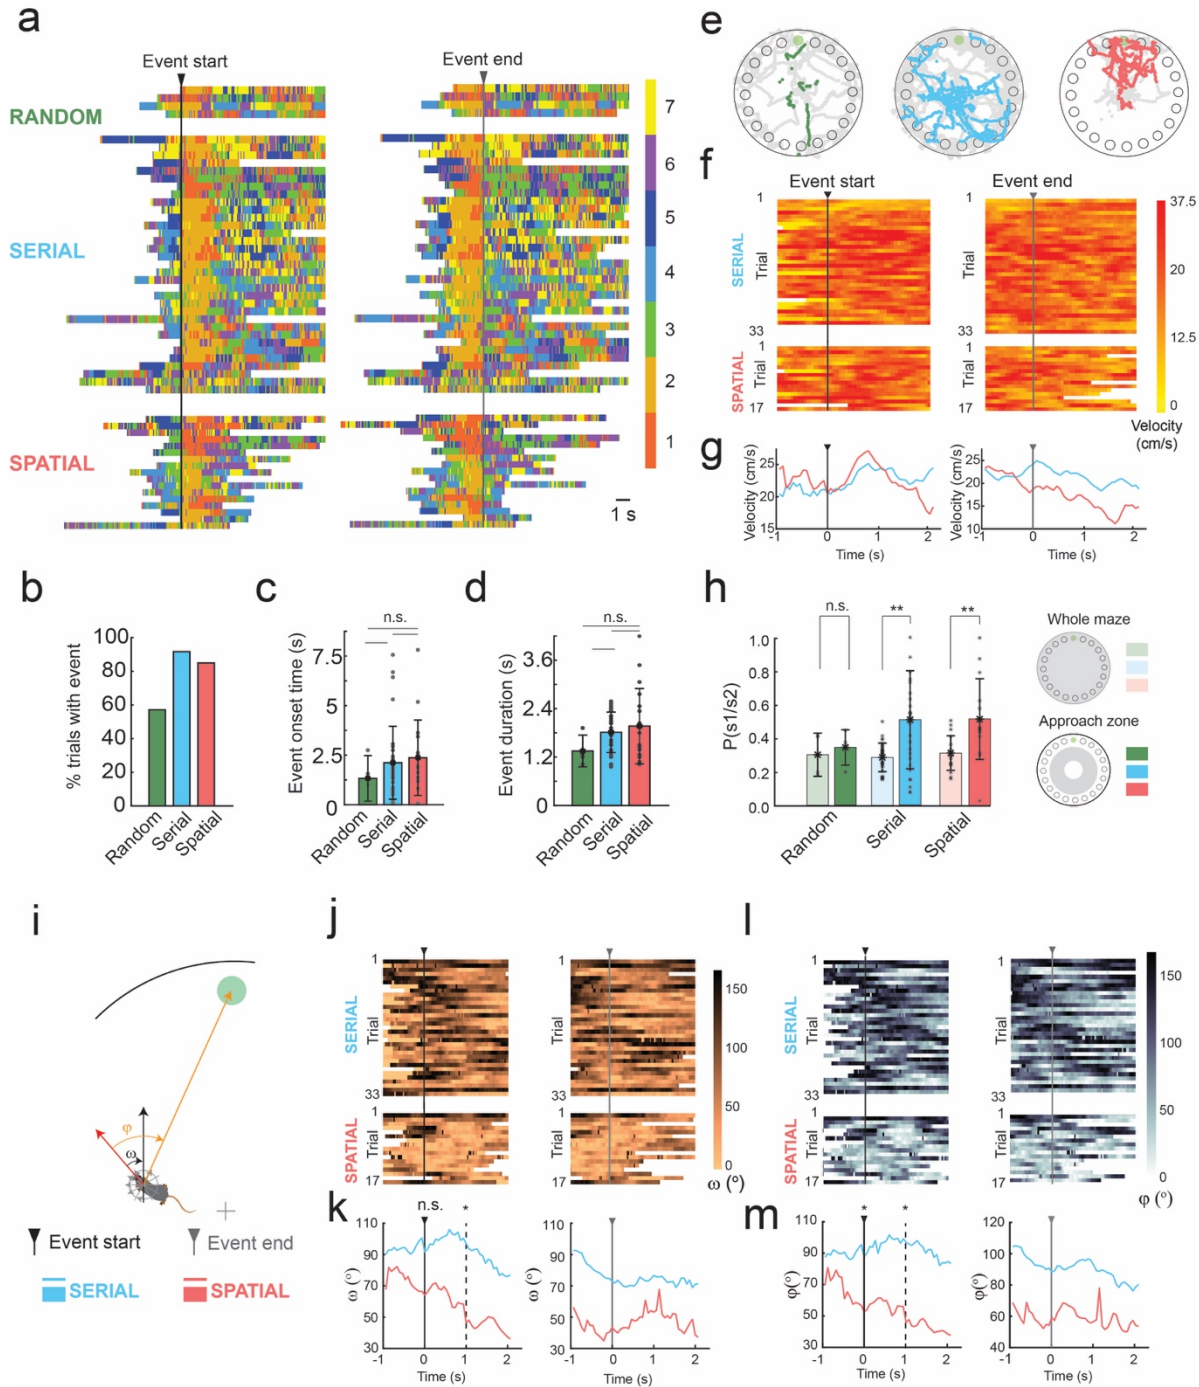 a
Event start
Event end
RANDOM
SERIAL
SPATIAL
7
6
5
4
3
2
1
1 s
e
f
Event start
Event end
1
SERIAL
Trial
33
1
SPATIAL
Trial
17
1
Trial
33
1
Trial
17
37.5
20
12.5
0
Velocity
(cm/s)
g
Velocity (cm/s)
25
20
15
-1
0
1
2
Time (s)
Velocity (cm/s)
25
20
15
-1
0
1
2
Time (s)
b
% trials with event
100
80
60
40
20
0
Random
Serial
Spatial
c
n.s.
Event onset time (s)
7.5
5
2.5
0
Random
Serial
Spatial
d
n.s.
Event duration (s)
3.6
2.4
1.2
0
Random
Serial
Spatial
h
n.s.
**
**
P(s1/s2)
1.0
0.8
0.6
0.4
0.2
0.0
Random
Serial
Spatial
Whole maze
Approach zone
i
φ
ω
Event start
Event end
SERIAL
SPATIAL
j
1
SERIAL
Trial
33
1
SPATIAL
Trial
17
1
Trial
33
1
Trial
17
150
100
50
0
ω (°)
k
n.s.
*
ω (°)
110
90
70
50
30
-1
0
1
2
Time (s)
ω (°)
110
90
70
50
30
-1
0
1
2
Time (s)
l
1
SERIAL
Trial
33
1
SPATIAL
Trial
17
1
Trial
33
1
Trial
17
150
100
50
0
φ (°)
m
*
*
φ(°)
110
90
70
50
30
-1
0
1
2
Time (s)
φ(°)
120
100
80
60
40
-1
0
1
2
Time (s)